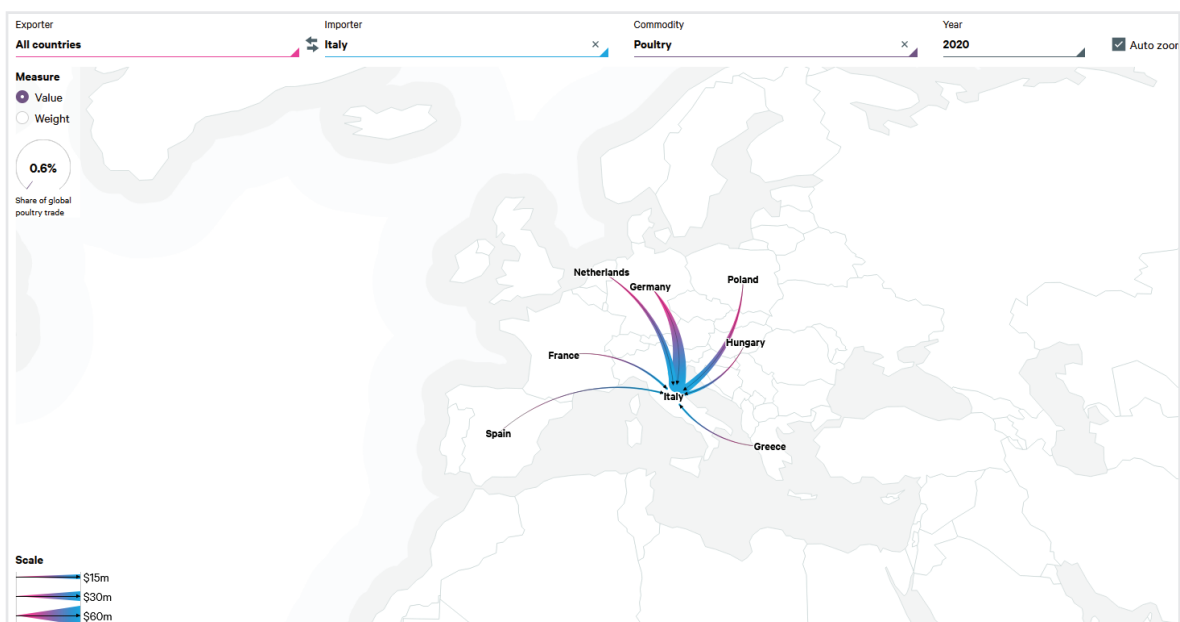 Exporter
Importer
Commodity
Year
All countries
Italy
×
Poultry
×
2020
Auto zoor
Measure
Value
Weight
0.6%
Share of global
poultry trade
Netherlands
Germany
Poland
Hungary
France
Italy
Spain
Greece
Scale
$15m
$30m
$60m